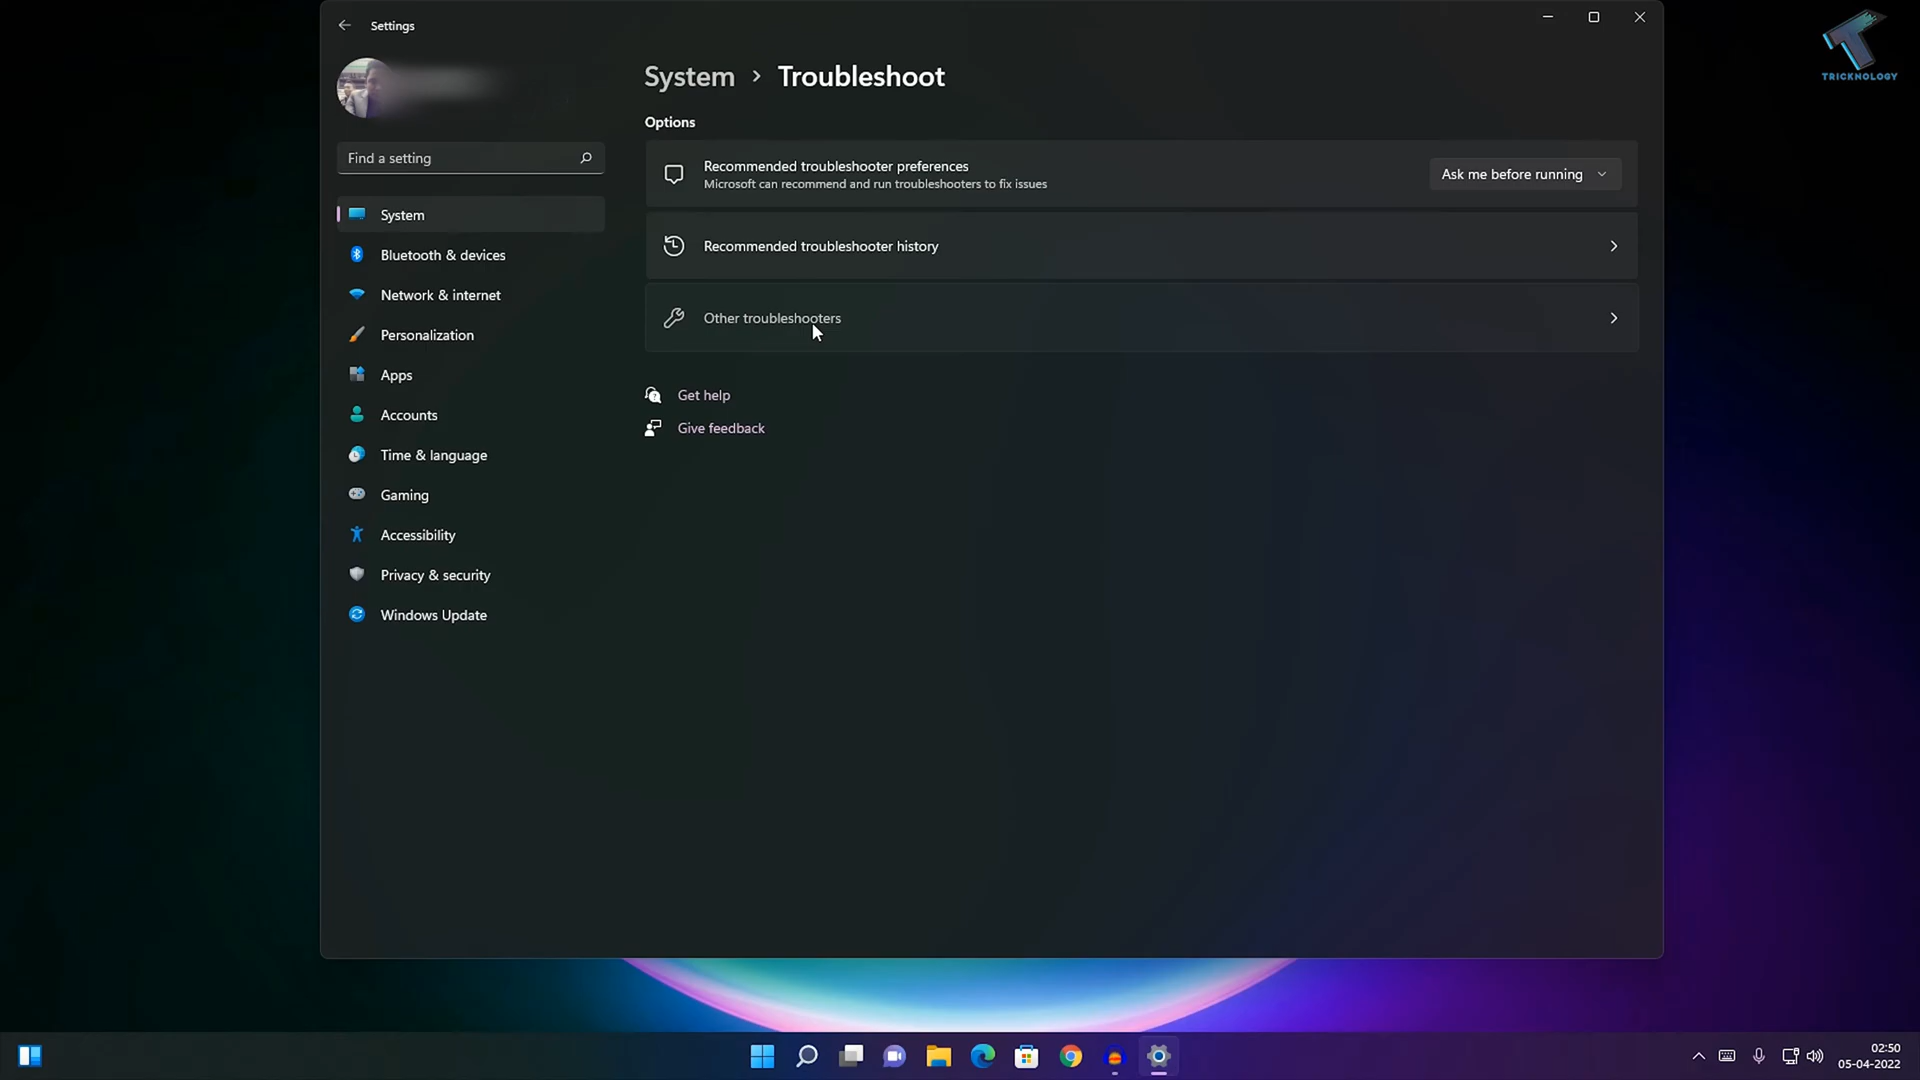 Settings
TRICKNOLOGY
System > Troubleshoot
Options
Find a setting
Recommended troubleshooter preferences
Microsoft can recommend and run troubleshooters to fix issues
Ask me before running
Recommended troubleshooter history
Other troubleshooters
Get help
Give feedback
System
Bluetooth & devices
Network & internet
Personalization
Apps
Accounts
Time & language
Gaming
Accessibility
Privacy & security
Windows Update
02:50
05-04-2022